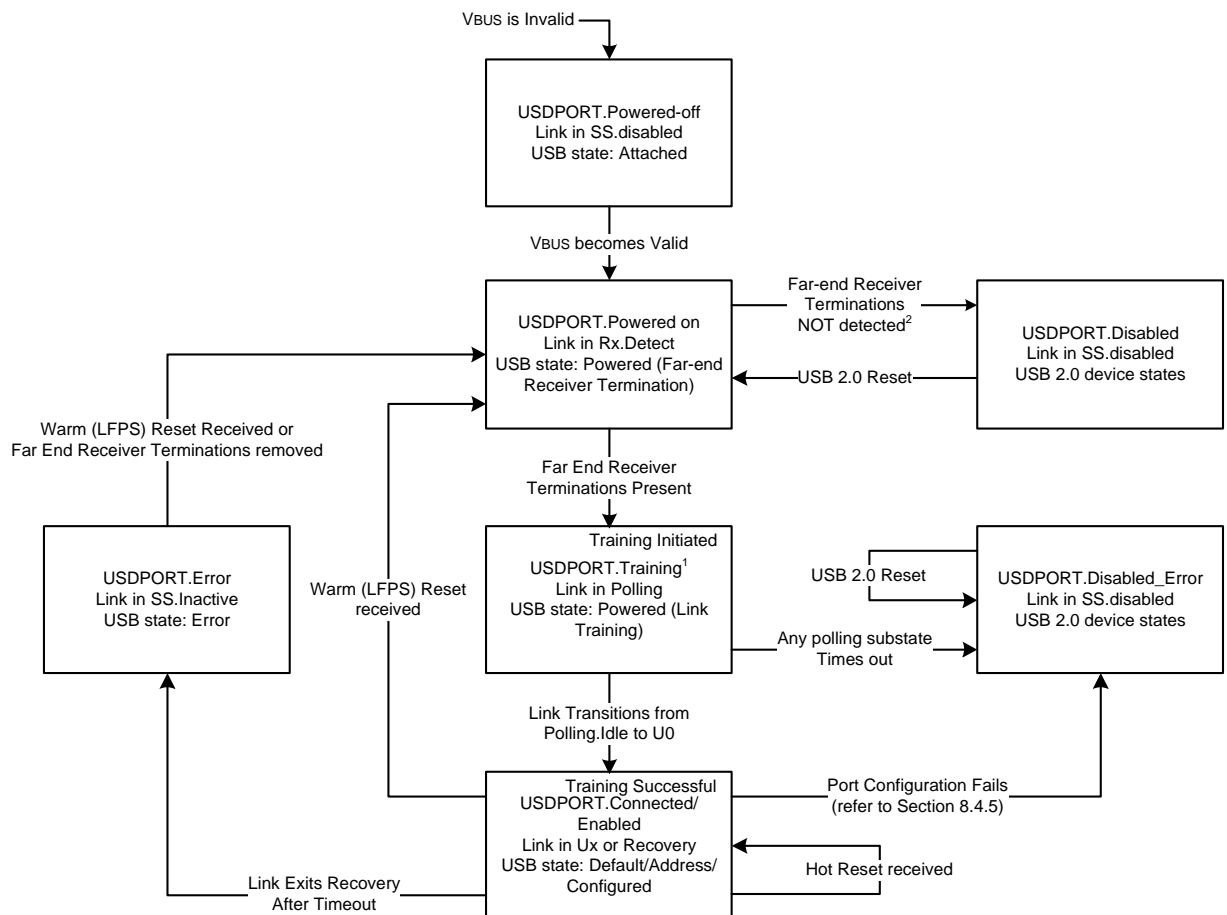 VBUS is Invalid
USDPORT.Powered-off
Link in SS.disabled
USB state: Attached
VBUS becomes Valid
USDPORT.Powered on
Link in Rx.Detect
USB state: Powered (Far-end
Receiver Termination)
Far-end Receiver
Terminations
NOT detected²
USB 2.0 Reset
USDPORT.Disabled
Link in SS.disabled
USB 2.0 device states
Warm (LFPS) Reset Received or
Far End Receiver Terminations removed
Far End Receiver
Terminations Present
USDPORT.Error
Link in SS.Inactive
USB state: Error
Warm (LFPS) Reset
received
Training Initiated
USDPORT.Training¹
Link in Polling
USB state: Powered (Link
Training)
USB 2.0 Reset
Any polling substate
Times out
USDPORT.Disabled_Error
Link in SS.disabled
USB 2.0 device states
Link Transitions from
Polling.Idle to U0
Training Successful
USDPORT.Connected/
Enabled
Link in Ux or Recovery
USB state: Default/Address/
Configured
Port Configuration Fails
(refer to Section 8.4.5)
Hot Reset received
Link Exits Recovery
After Timeout